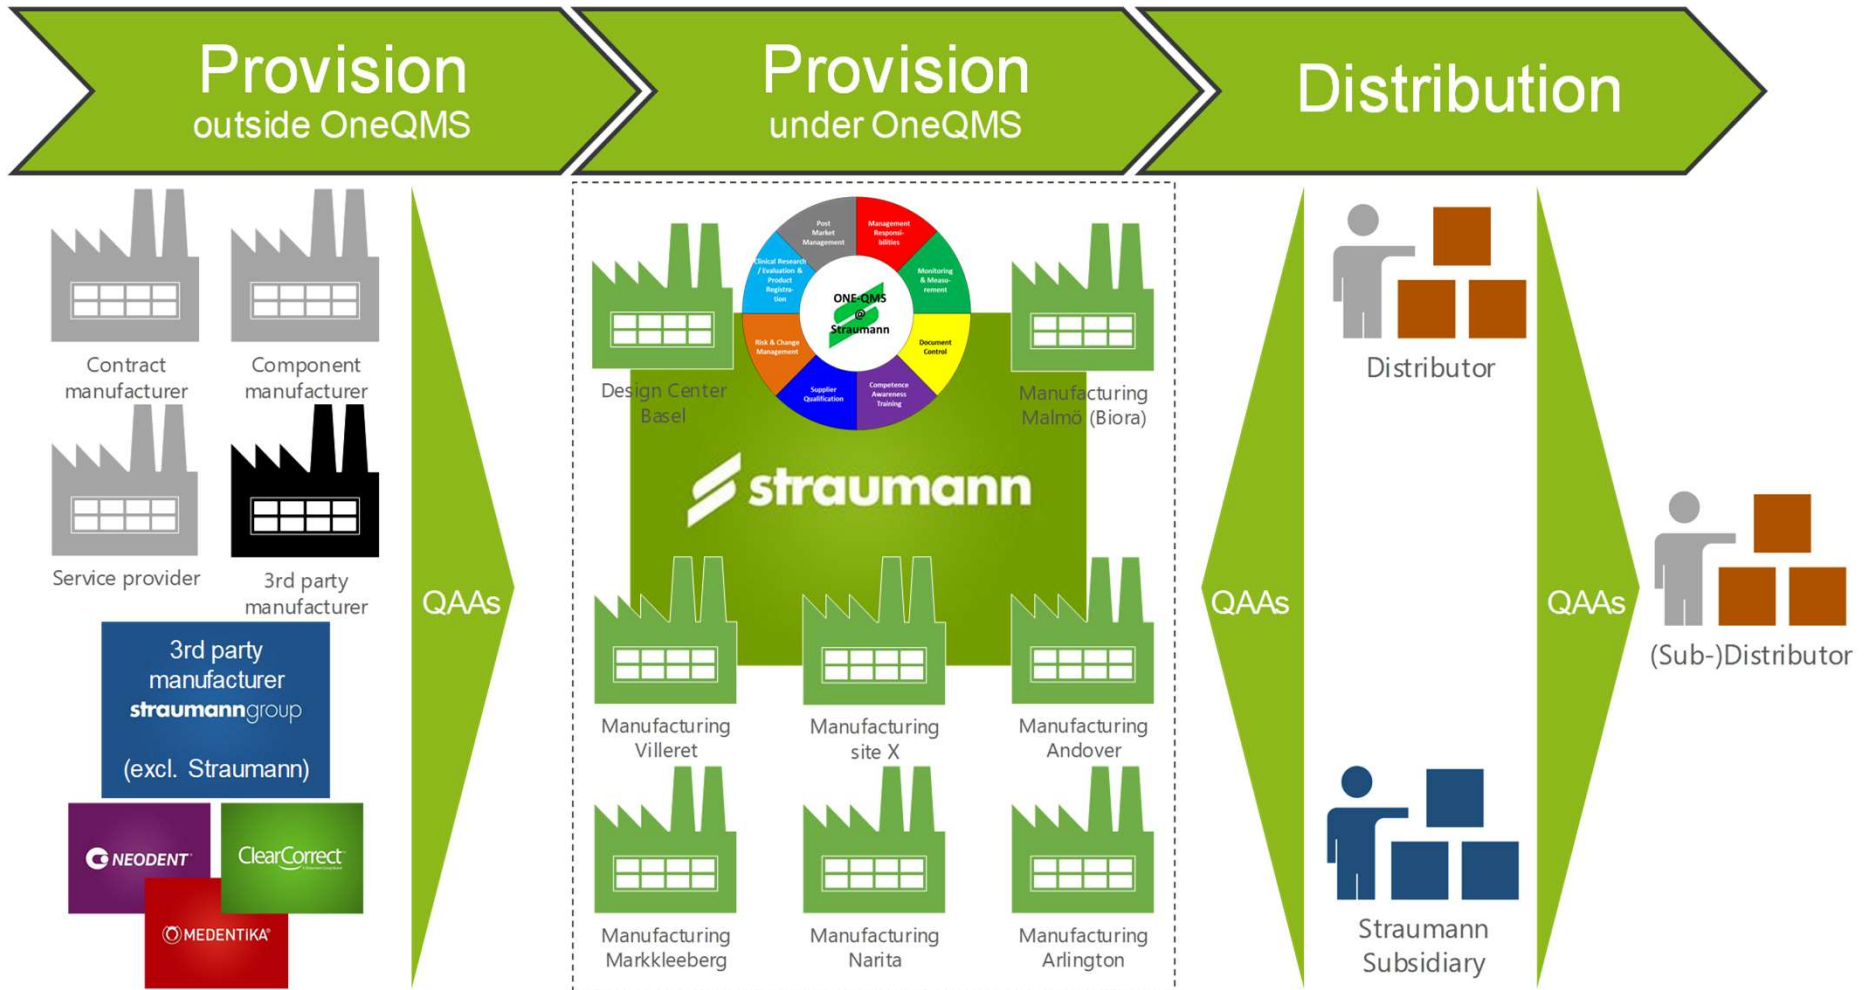 Provision
outside OneQMS
Provision
under OneQMS
Distribution
Contract
manufacturer
Component
manufacturer
Service provider
3rd party
manufacturer
3rd party
manufacturer
straumanngroup
(excl. Straumann)
NEODENT
ClearCorrect
MEDENTIKA®
QAAs
Post
Market
Management
Management
Responsi-
bilities
Clinical Research
/ Evaluation &
Product
Registra-
tion
Monitoring
& Measu-
rement
ONE-QMS
@
Straumann
Risk & Change
Management
Document
Control
Supplier
Qualification
Competence
Awareness
Training
Design Center
Basel
Manufacturing
Malmö (Biora)
straumann
Manufacturing
Villeret
Manufacturing
site X
Manufacturing
Andover
Manufacturing
Markkleeberg
Manufacturing
Narita
Manufacturing
Arlington
QAAs
Distributor
Straumann
Subsidiary
QAAs
(Sub-)Distributor